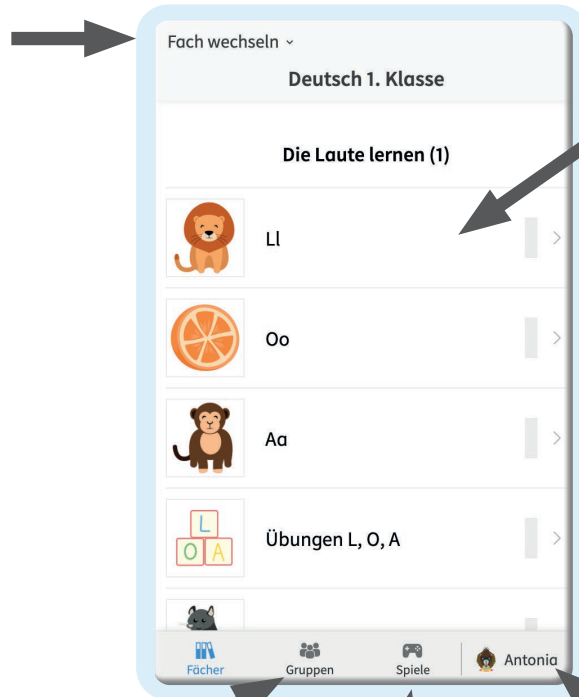 Fach wechseln
Deutsch 1. Klasse
Die Laute lernen (1)
Ll
Oo
Aa
L
O A
Übungen L, O, A
Fächer
Gruppen
Spiele
Antonia